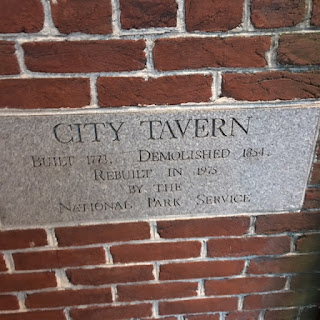 CITY TAVERN
BUILT 1773. DEMOLISHED 1854.
REBUILT IN 1975
BY THE
NATIONAL PARK SERVICE